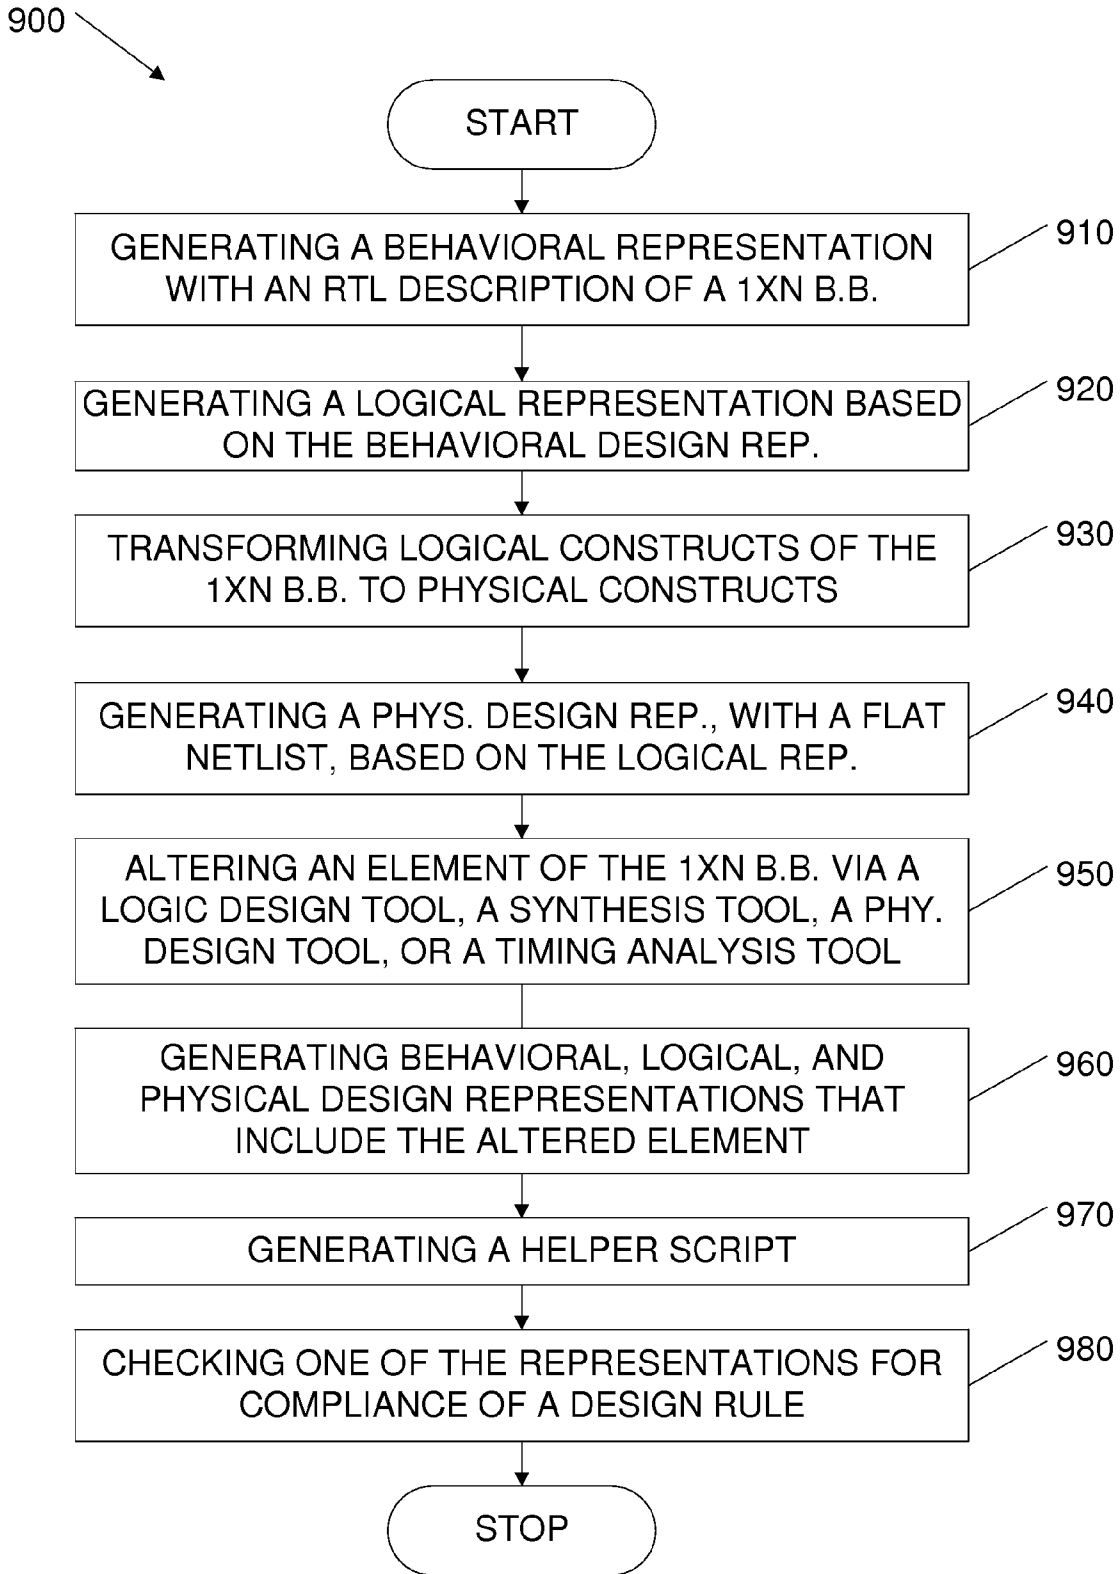 900
START
GENERATING A BEHAVIORAL REPRESENTATION
WITH AN RTL DESCRIPTION OF A 1XN B.B.
910
GENERATING A LOGICAL REPRESENTATION BASED
ON THE BEHAVIORAL DESIGN REP.
920
TRANSFORMING LOGICAL CONSTRUCTS OF THE
1XN B.B. TO PHYSICAL CONSTRUCTS
930
GENERATING A PHYS. DESIGN REP., WITH A FLAT
NETLIST, BASED ON THE LOGICAL REP.
940
ALTERING AN ELEMENT OF THE 1XN B.B. VIA A
LOGIC DESIGN TOOL, A SYNTHESIS TOOL, A PHY.
DESIGN TOOL, OR A TIMING ANALYSIS TOOL
950
GENERATING BEHAVIORAL, LOGICAL, AND
PHYSICAL DESIGN REPRESENTATIONS THAT
INCLUDE THE ALTERED ELEMENT
960
GENERATING A HELPER SCRIPT
970
CHECKING ONE OF THE REPRESENTATIONS FOR
COMPLIANCE OF A DESIGN RULE
980
STOP